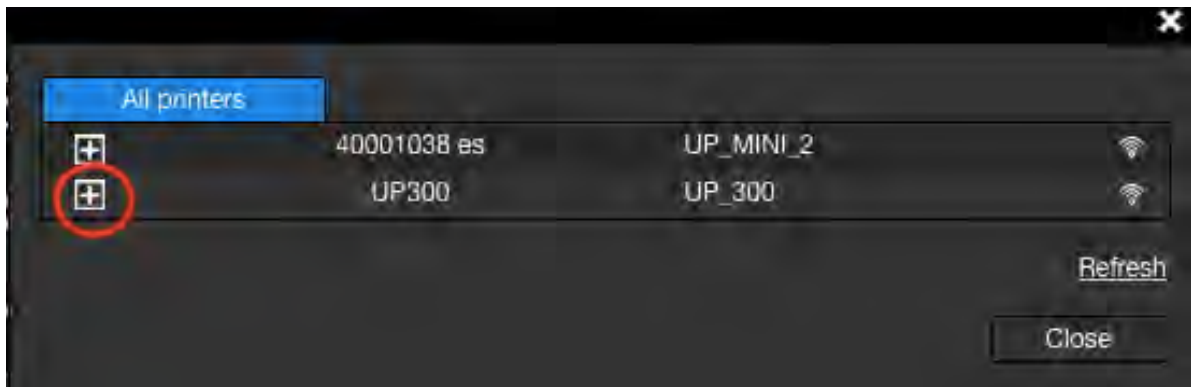 All printers
40001038 es UP_MINI_2
UP300 UP_300
Refresh
Close